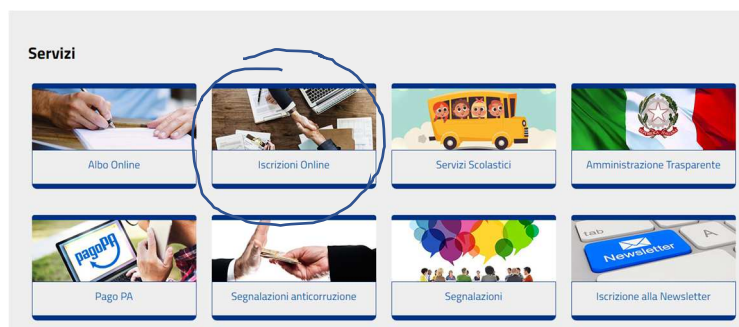 Servizi
Albo Online
Iscrizioni Online
Servizi Scolastici
Amministrazione Trasparente
pagoPA
tab
A
Newsletter
Pago PA
Segnalazioni anticorruzione
Segnalazioni
Iscrizione alla Newsletter